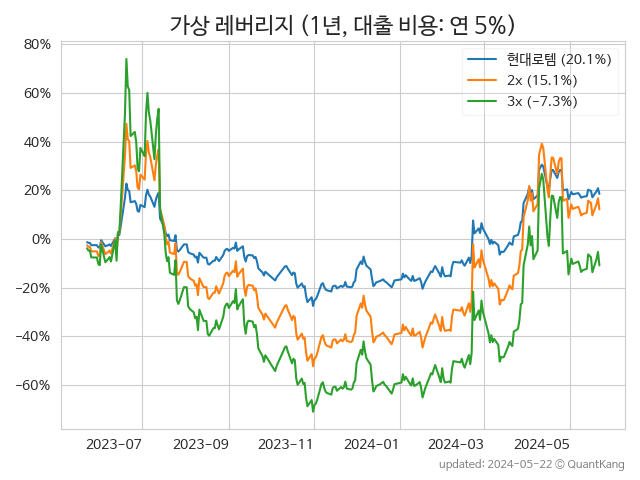 가상 레버리지 (1년, 대출 비용: 연 5%)
80%
60%
40%
20%
0%
−20%
−40%
−60%
현대로템 (20.1%)
2x (15.1%)
3x (−7.3%)
2023-07
2023-09
2023-11
2024-01
2024-03
2024-05
updated: 2024-05-22 © QuantKang